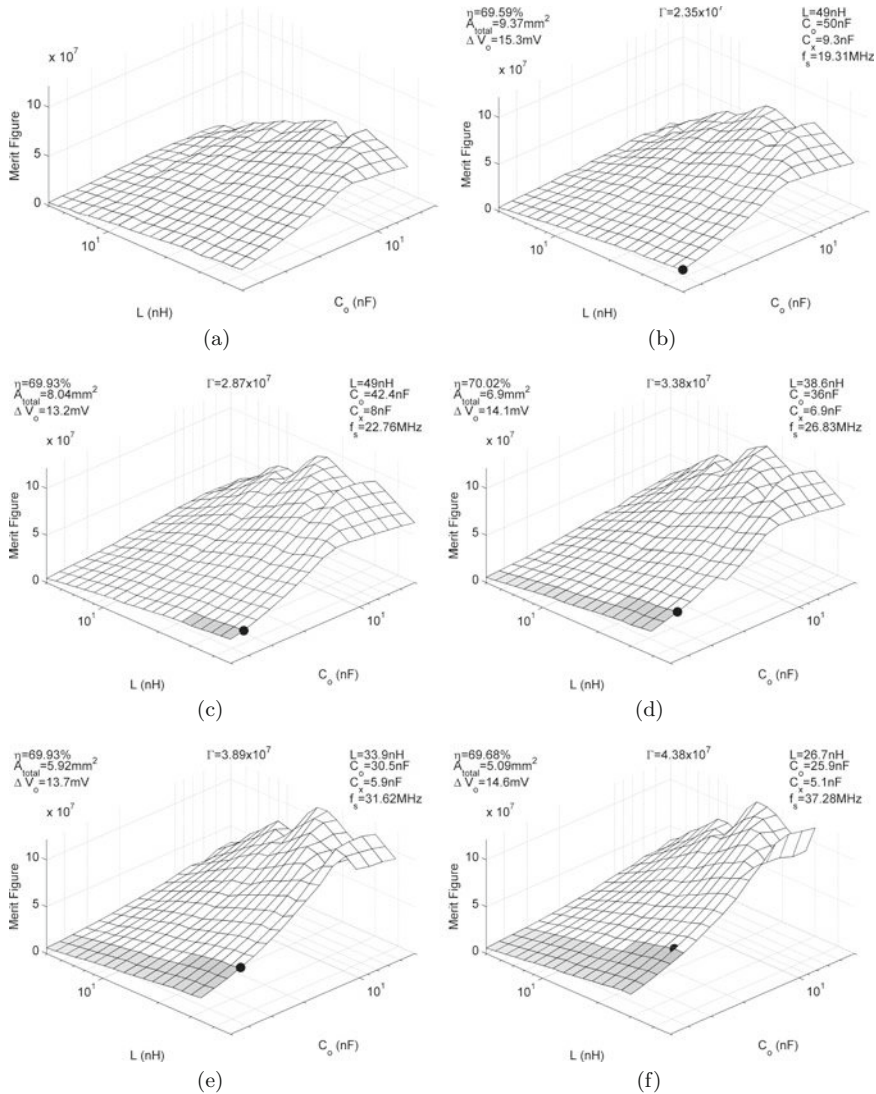 x 10^7
Merit Figure
10
5
0
10^1
10^1
L (nH)
C_o (nF)
(a)
η=69.59%
A_total=9.37mm^2
Δ V_o=15.3mV
Γ=2.35x10^7
L=49nH
C_o=50nF
C_x=9.3nF
f_s=19.31MHz
x 10^7
Merit Figure
10
5
0
10^1
10^1
L (nH)
C_o (nF)
(b)
η=69.93%
A_total=8.04mm^2
Δ V_o=13.2mV
Γ=2.87x10^7
L=49nH
C_o=42.4nF
C_x=8nF
f_s=22.76MHz
x 10^7
Merit Figure
10
5
0
10^1
10^1
L (nH)
C_o (nF)
(c)
η=70.02%
A_total=6.9mm^2
Δ V_o=14.1mV
Γ=3.38x10^7
L=38.6nH
C_o=36nF
C_x=6.9nF
f_s=26.83MHz
x 10^7
Merit Figure
10
5
0
10^1
10^1
L (nH)
C_o (nF)
(d)
η=69.93%
A_total=5.92mm^2
Δ V_o=13.7mV
Γ=3.89x10^7
L=33.9nH
C_o=30.5nF
C_x=5.9nF
f_s=31.62MHz
x 10^7
Merit Figure
10
5
0
10^1
10^1
L (nH)
C_o (nF)
(e)
η=69.68%
A_total=5.09mm^2
Δ V_o=14.6mV
Γ=4.38x10^7
L=26.7nH
C_o=25.9nF
C_x=5.1nF
f_s=37.28MHz
x 10^7
Merit Figure
10
5
0
10^1
10^1
L (nH)
C_o (nF)
(f)